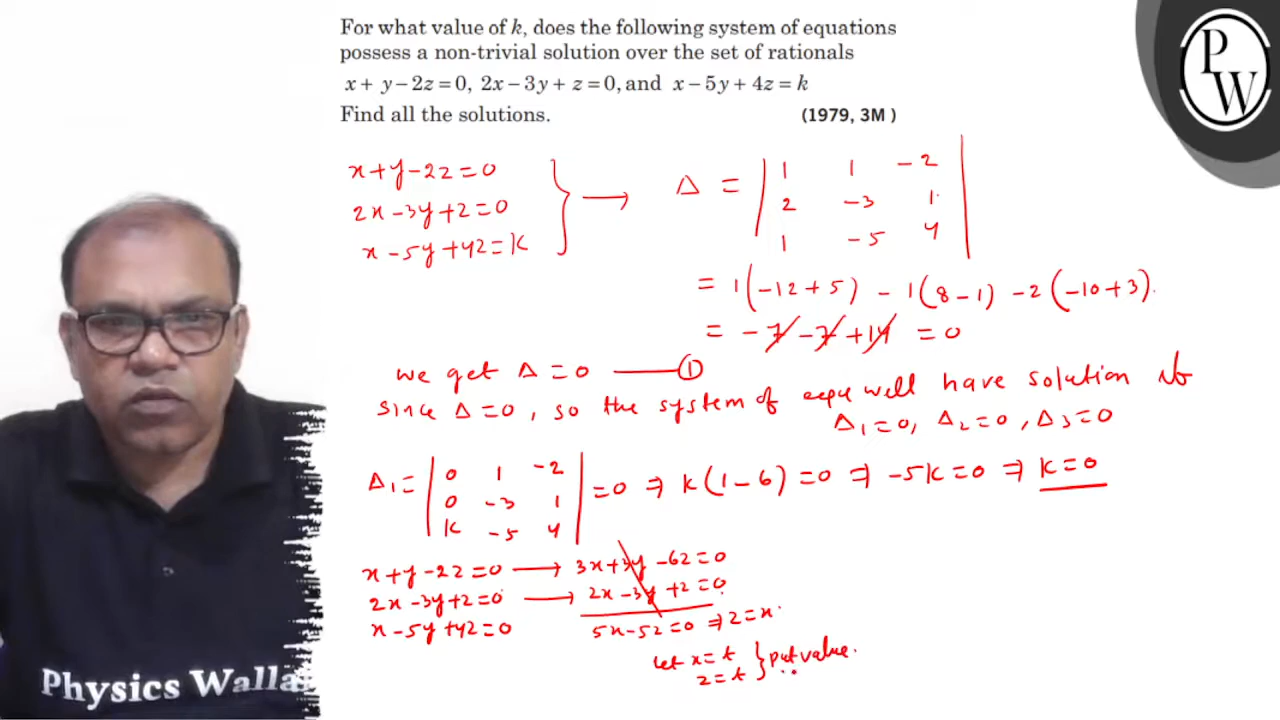 For what value of k, does the following system of equations
possess a non-trivial solution over the set of rationals
x + y – 2z = 0, 2x – 3y + z = 0, and x – 5y + 4z = k
Find all the solutions. (1979, 3M )
PW
x+y-2z=0
2x-3y+z=0
x-5y+4z=k
} → Δ = | 1 1 -2 |
| 2 -3 1 |
| 1 -5 4 |
= 1(-12+5) - 1(8-1) -2(-10+3).
= -7 -7 +14 = 0
we get Δ=0 —— ①
since Δ=0, so the system of eqn will have solution if
Δ1=0, Δ2=0, Δ3=0
Δ1= | 0 1 -2 |
| 0 -3 1 | =0 ⇒ k(1-6)=0 ⇒ -5k=0 ⇒ k=0
| k -5 4 |
x+y-2z=0 → 3x+3y-6z=0
2x-3y+z=0 → 2x-3y+z=0
x-5y+4z=0
5x-5z=0 ⇒ z=x.
let x=t
z=t } put value.
Physics Walla